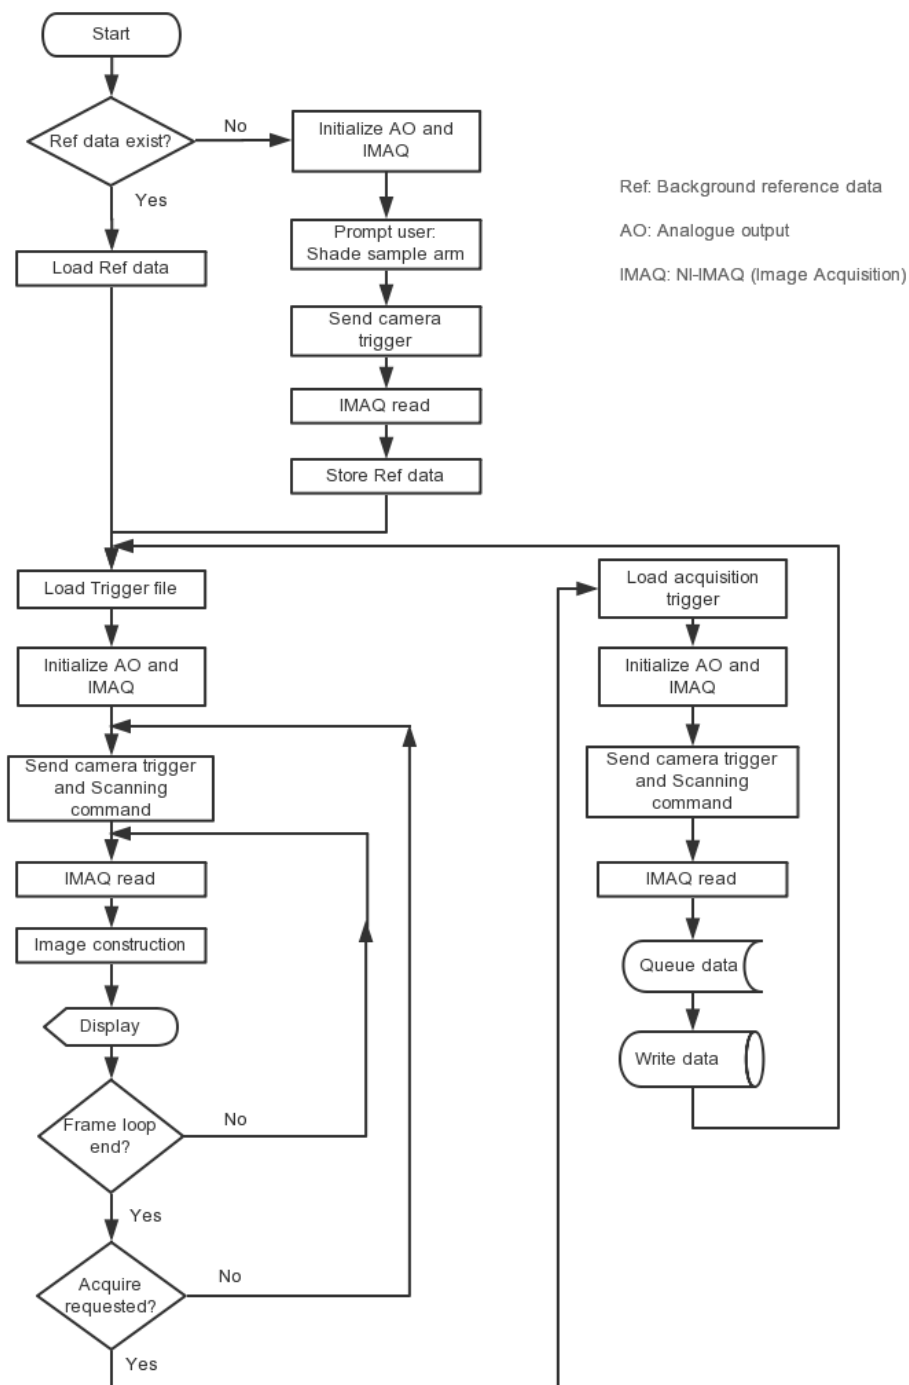 Start
Ref data exist?
No
Yes
Load Ref data
Initialize AO and
IMAQ
Prompt user:
Shade sample arm
Send camera
trigger
IMAQ read
Store Ref data
Ref: Background reference data
AO: Analogue output
IMAQ: NI-IMAQ (Image Acquisition)
Load Trigger file
Initialize AO and
IMAQ
Send camera trigger
and Scanning
command
IMAQ read
Image construction
Display
Frame loop
end?
No
Yes
Acquire
requested?
No
Yes
Load acquisition
trigger
Initialize AO and
IMAQ
Send camera trigger
and Scanning
command
IMAQ read
Queue data
Write data